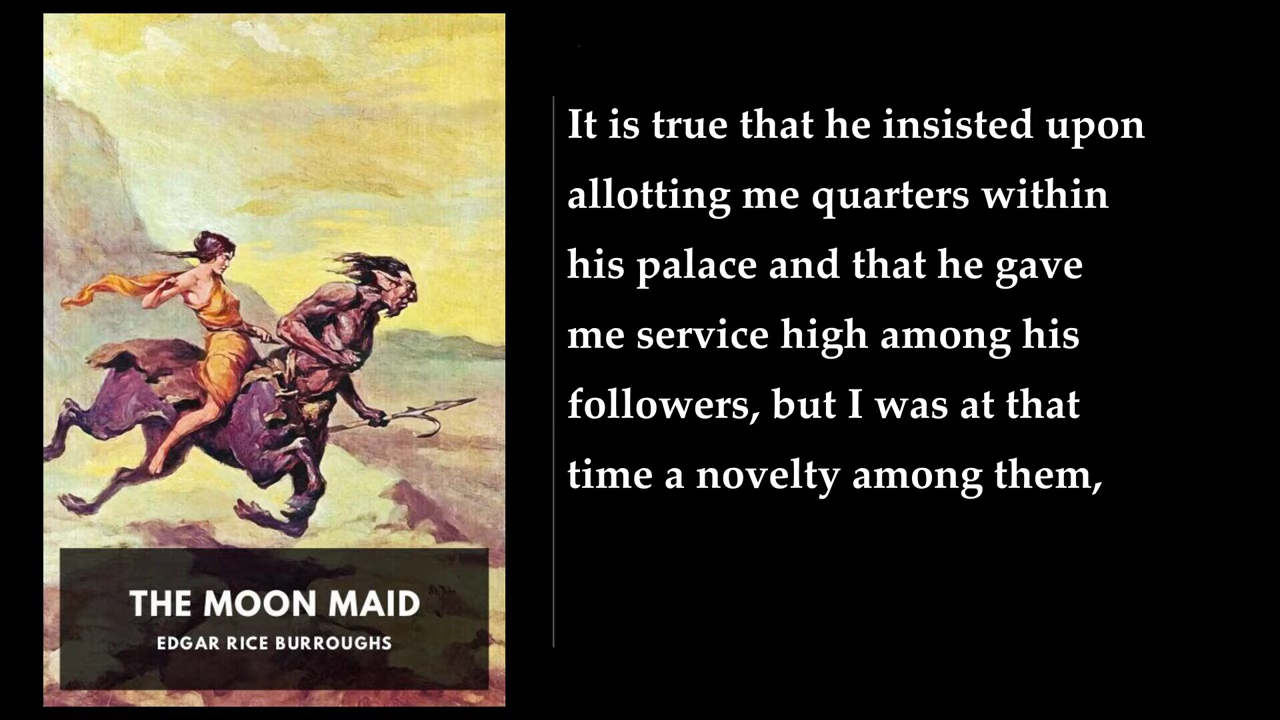 THE MOON MAID
EDGAR RICE BURROUGHS
It is true that he insisted upon
allotting me quarters within
his palace and that he gave
me service high among his
followers, but I was at that
time a novelty among them,